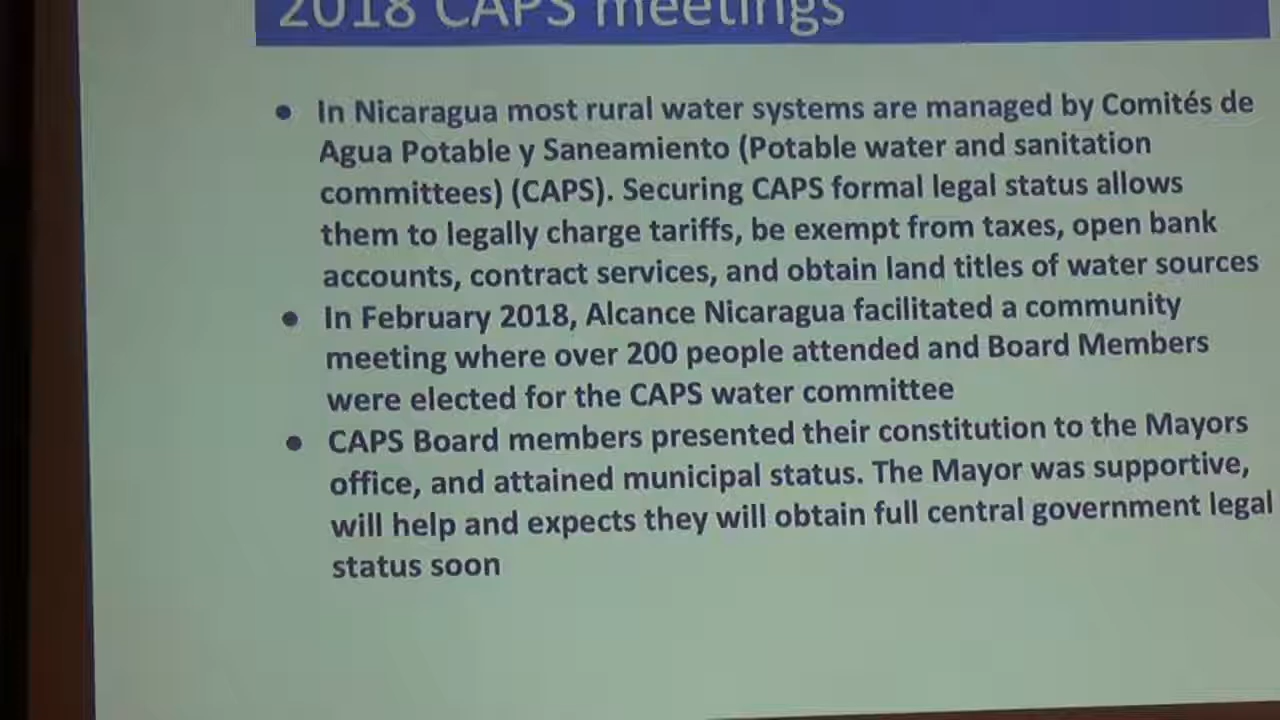 2018 CAPS meetings
• In Nicaragua most rural water systems are managed by Comités de
Agua Potable y Saneamiento (Potable water and sanitation
committees) (CAPS). Securing CAPS formal legal status allows
them to legally charge tariffs, be exempt from taxes, open bank
accounts, contract services, and obtain land titles of water sources
• In February 2018, Alcance Nicaragua facilitated a community
meeting where over 200 people attended and Board Members
were elected for the CAPS water committee
• CAPS Board members presented their constitution to the Mayors
office, and attained municipal status. The Mayor was supportive,
will help and expects they will obtain full central government legal
status soon